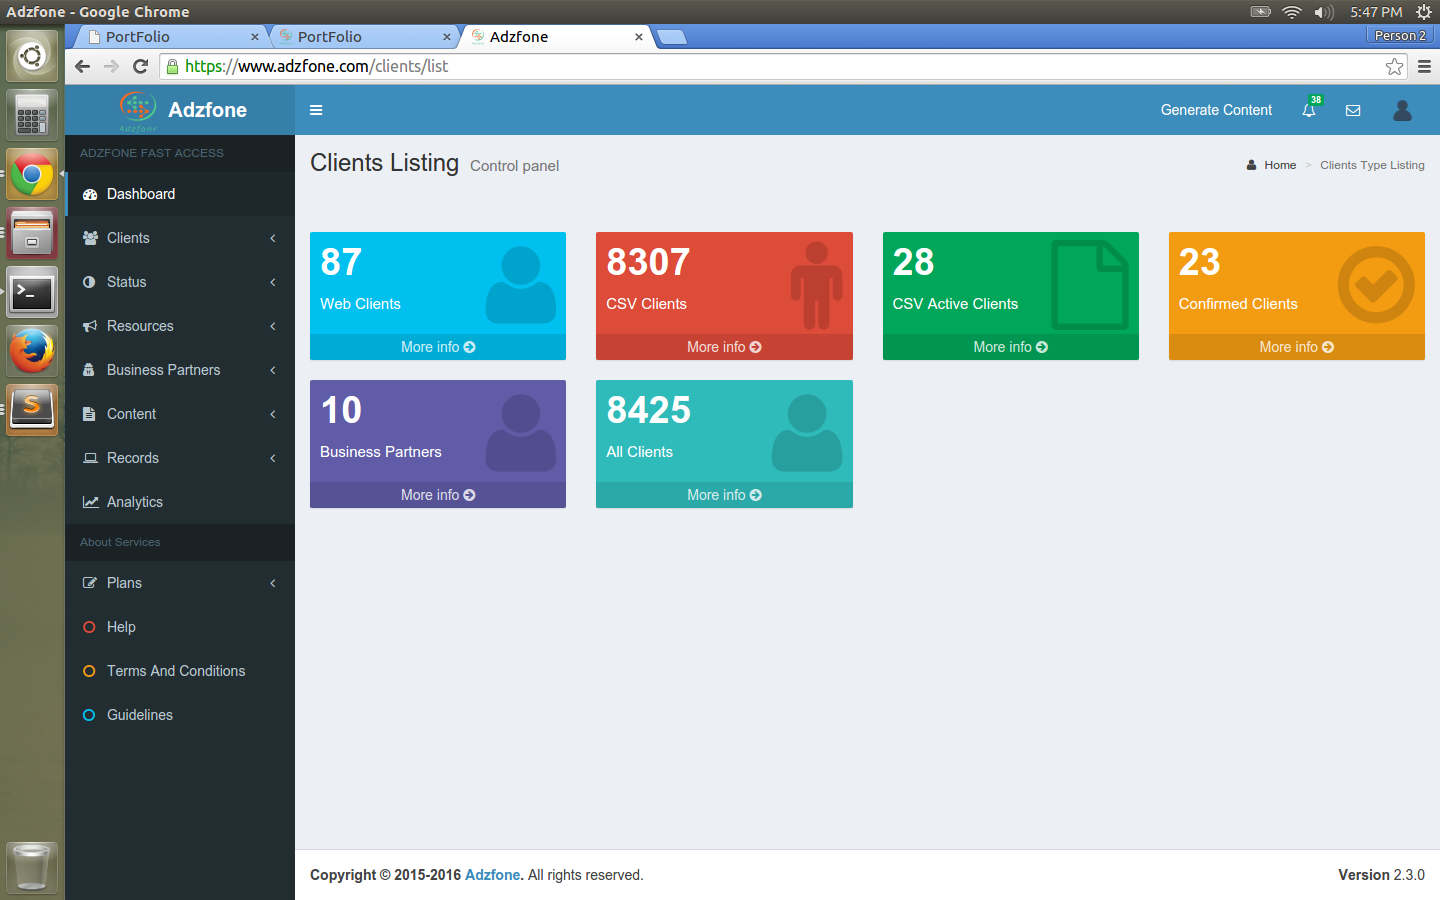 Adzfone - Google Chrome
5:47 PM
PortFolio
PortFolio
Adzfone
Person 2
https://www.adzfone.com/clients/list
Adzfone
Adzfone
Generate Content
38
ADZFONE FAST ACCESS
Dashboard
Clients
Status
Resources
Business Partners
Content
Records
Analytics
About Services
Plans
Help
Terms And Conditions
Guidelines
Clients Listing Control panel
Home > Clients Type Listing
87
Web Clients
More info
8307
CSV Clients
More info
28
CSV Active Clients
More info
23
Confirmed Clients
More info
10
Business Partners
More info
8425
All Clients
More info
Copyright © 2015-2016 Adzfone. All rights reserved.
Version 2.3.0